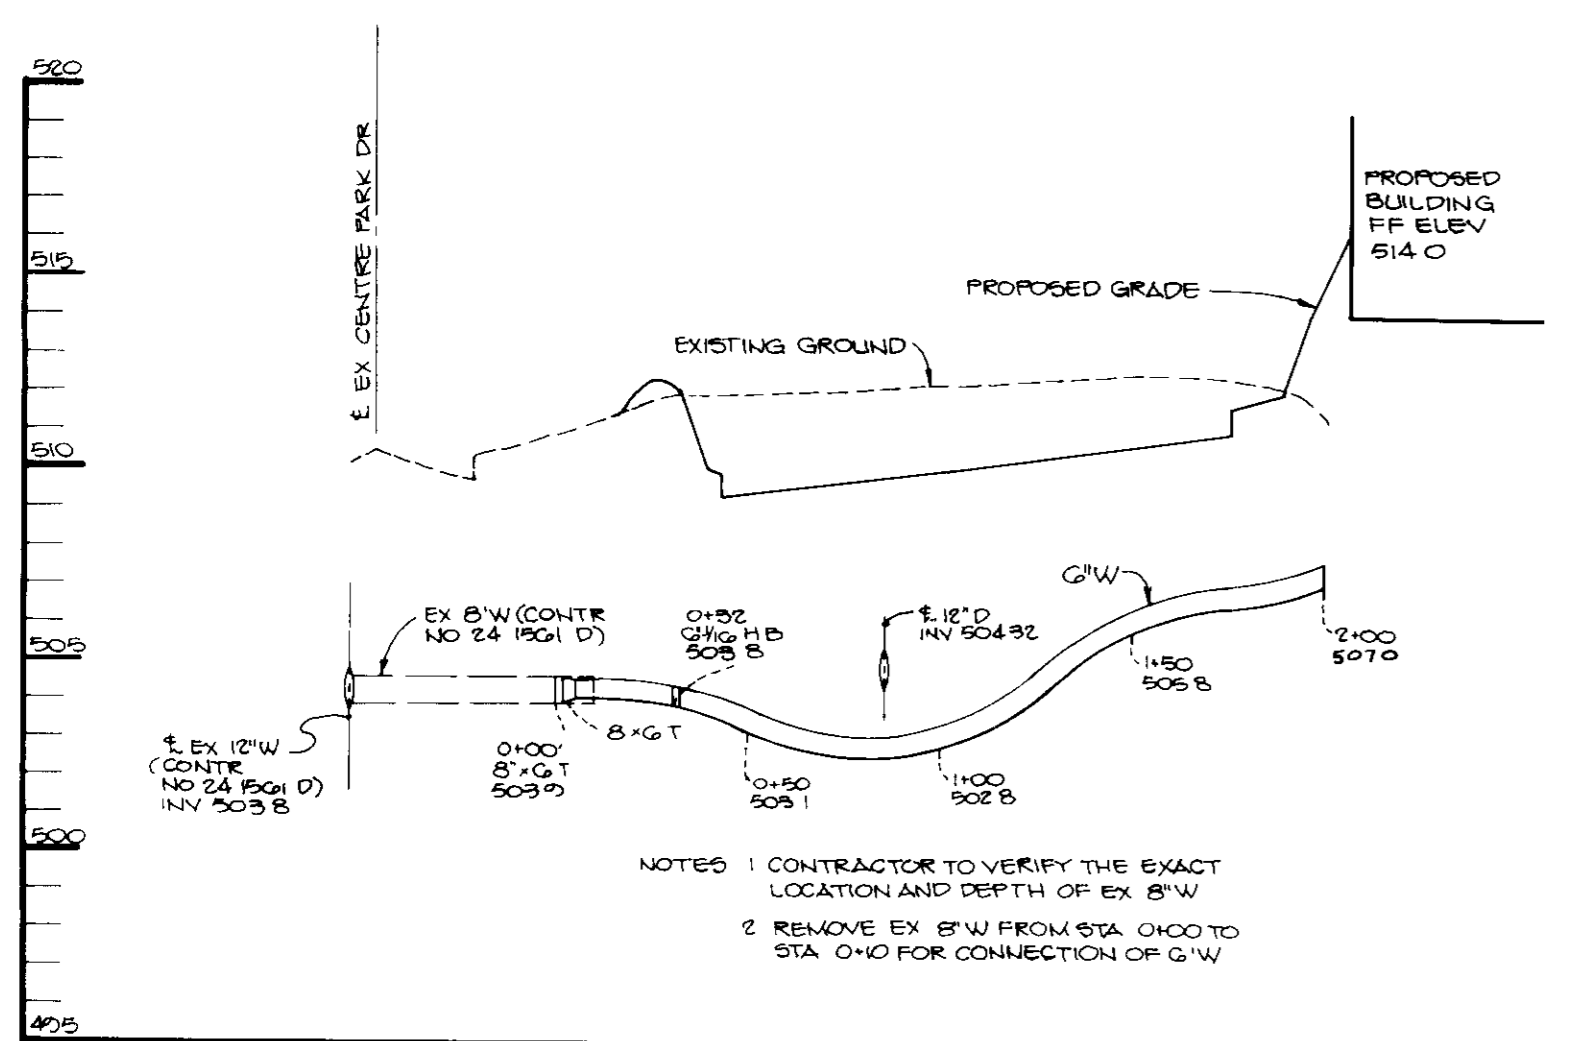 520
515
510
505
500
495
℄ EX CENTRE PARK DR
PROPOSED
BUILDING
FF ELEV
514 0
PROPOSED GRADE
EXISTING GROUND
EX 8"W (CONTR
NO 24 1561 D)
0+32
503 8
℄ 12" D
INV 504 32
6"W
2+00
507 0
1+50
505 8
℄ EX 12"W
(CONTR
NO 24 1561 D)
INV 503 8
0+00
8"×6 T
503 9
8×6 T
0+50
503 1
1+00
502 8
NOTES 1 CONTRACTOR TO VERIFY THE EXACT
LOCATION AND DEPTH OF EX 8"W
2 REMOVE EX 8"W FROM STA 0+00 TO
STA 0+10 FOR CONNECTION OF 6"W